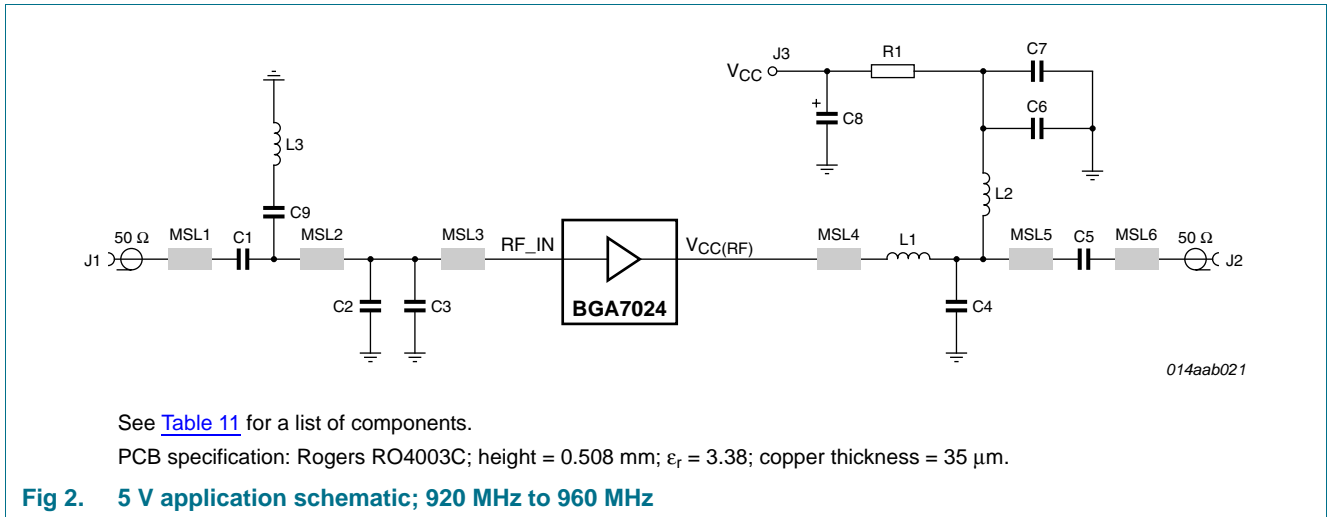 J3
R1
C7
VCC
C6
+
C8
L3
L2
C9
50 Ω
MSL1
C1
MSL2
MSL3
RF_IN
VCC(RF)
MSL4
L1
MSL5
C5
MSL6
50 Ω
J1
J2
C2
C3
BGA7024
C4
014aab021
See Table 11 for a list of components.
PCB specification: Rogers RO4003C; height = 0.508 mm; εr = 3.38; copper thickness = 35 μm.
Fig 2. 5 V application schematic; 920 MHz to 960 MHz